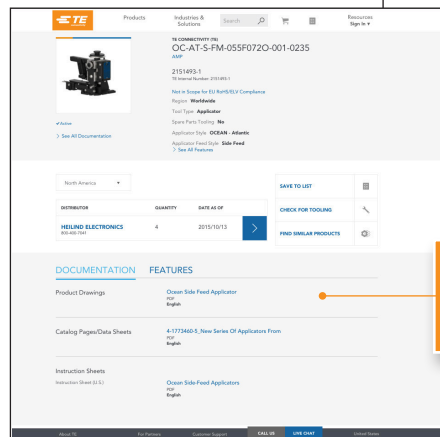 TE
Products
Industries &
Solutions
Search
Resources
Sign In
TE CONNECTIVITY (TE)
OC-AT-S-FM-055F072O-001-0235
AMP
2151493-1
TE Internal Number: 2151493-1
Not in Scope for EU RoHS/ELV Compliance
Region Worldwide
Tool Type Applicator
Spare Parts Tooling No
Applicator Style OCEAN - Atlantic
Applicator Feed Style Side Feed
> See All Features
✔Active
> See All Documentation
North America
DISTRIBUTOR QUANTITY DATE AS OF
HEILIND ELECTRONICS 4 2015/10/13
800-400-7041
SAVE TO LIST
CHECK FOR TOOLING
FIND SIMILAR PRODUCTS
DOCUMENTATION FEATURES
Product Drawings
Ocean Side Feed Applicator
PDF
English
Catalog Pages/Data Sheets
4-1773460-5_New Series Of Applicators From
PDF
English
Instruction Sheets
Instruction Sheet (U.S.)
Ocean Side-Feed Applicators
PDF
English
About TE
For Partners
Customer Support
CALL US
LIVE CHAT
United States